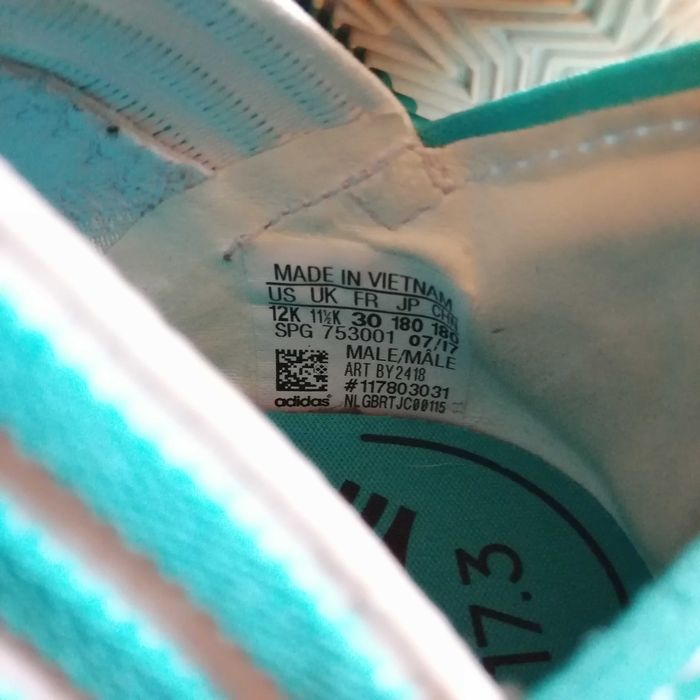 MADE IN VIETNAM
US UK FR JP CHN
12K 11½K 30 180 180
SPG 753001 07/17
MALE/MÂLE
ART BY2418
#117803031
adidas® NLGBRTJC00115
17.3